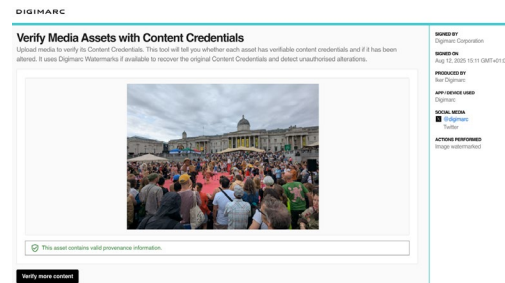 DIGIMARC
Verify Media Assets with Content Credentials
Upload media to verify its Content Credentials. This tool will tell you whether each asset has verifiable content credentials and if it has been
altered. It uses Digimarc Watermarks if available to recover the original Content Credentials and detect unauthorised alterations.
This asset contains valid provenance information.
Verify more content
SIGNED BY
Digimarc Corporation
SIGNED ON
Aug 12, 2025 15:11 GMT+01:0
PRODUCED BY
Iker Digimarc
APP / DEVICE USED
Digimarc
SOCIAL MEDIA
@digimarc
Twitter
ACTIONS PERFORMED
Image watermarked